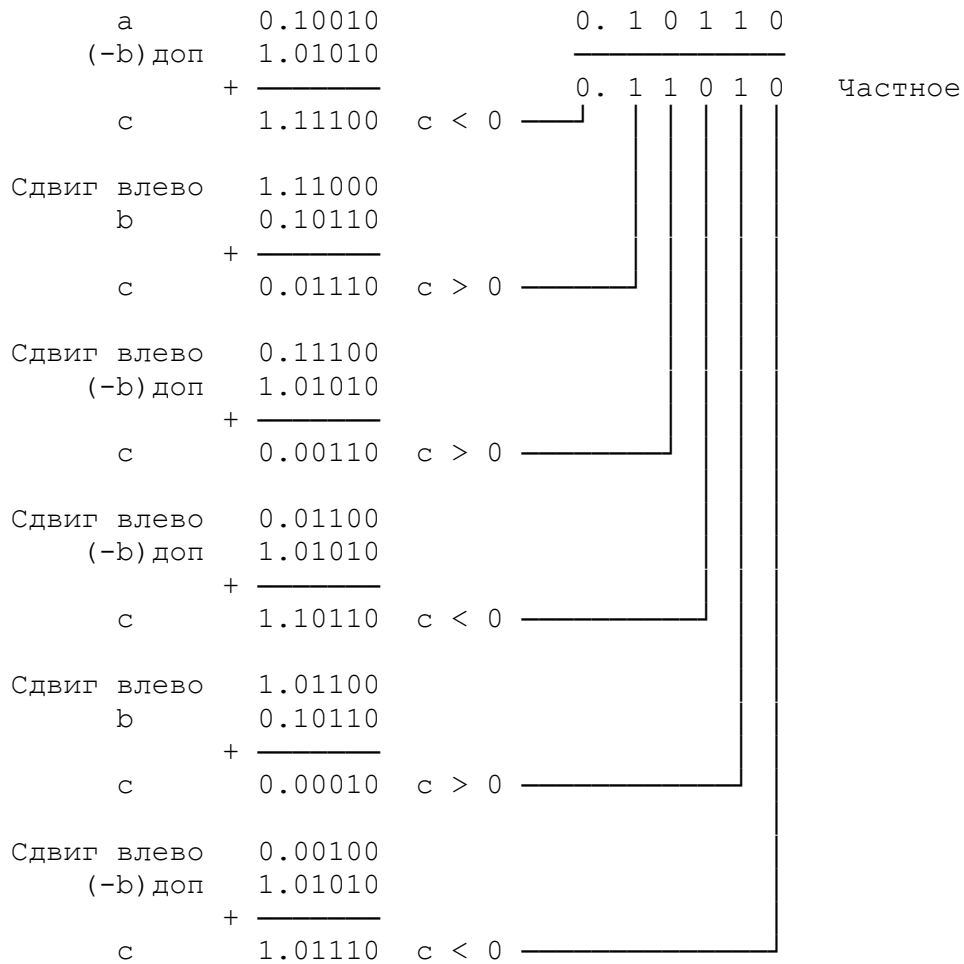 a 0.10010 0. 1 0 1 1 0
(-b)доп 1.01010
+ 0. 1 1 0 1 0 Частное
c 1.11100 c < 0
Сдвиг влево 1.11000
b 0.10110
+
c 0.01110 c > 0
Сдвиг влево 0.11100
(-b)доп 1.01010
+
c 0.00110 c > 0
Сдвиг влево 0.01100
(-b)доп 1.01010
+
c 1.10110 c < 0
Сдвиг влево 1.01100
b 0.10110
+
c 0.00010 c > 0
Сдвиг влево 0.00100
(-b)доп 1.01010
+
c 1.01110 c < 0